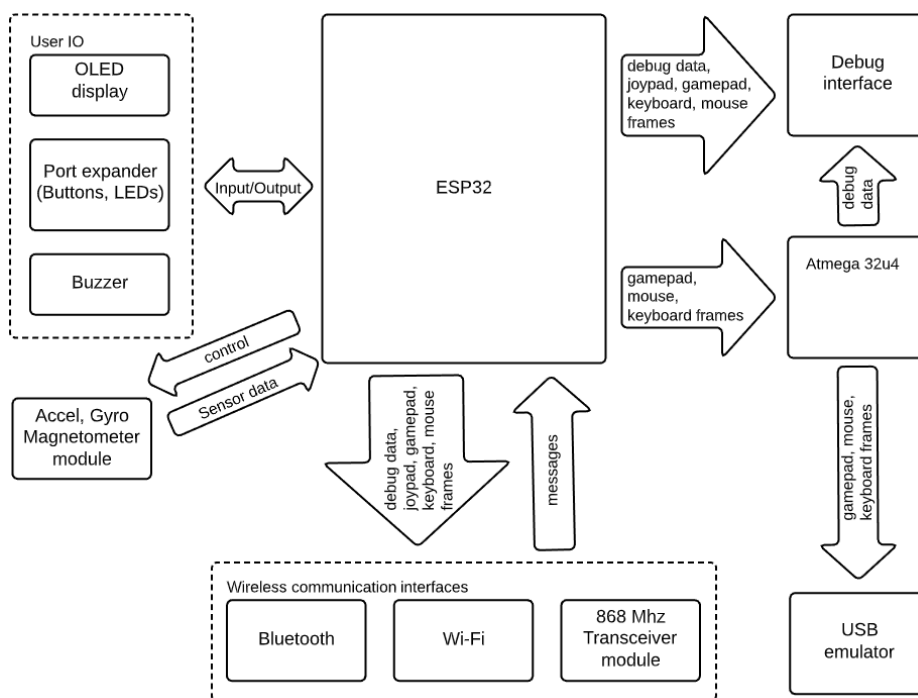 User IO
OLED
display
Port expander
(Buttons, LEDs)
Buzzer
Input/Output
ESP32
debug data,
joypad, gamepad,
keyboard, mouse
frames
Debug
interface
debug
data
gamepad,
mouse,
keyboard frames
Atmega 32u4
control
Sensor data
Accel, Gyro
Magnetometer
module
debug data,
joypad, gamepad,
keyboard, mouse
frames
messages
gamepad, mouse,
keyboard frames
Wireless communication interfaces
Bluetooth
Wi-Fi
868 Mhz
Transceiver
module
USB
emulator